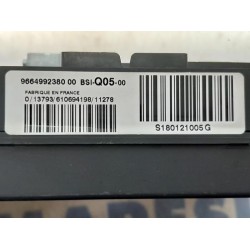 9664992380 00 BSI-Q05-00
FABRIQUE EN FRANCE
0/13793/610694198/11278
S180121005G